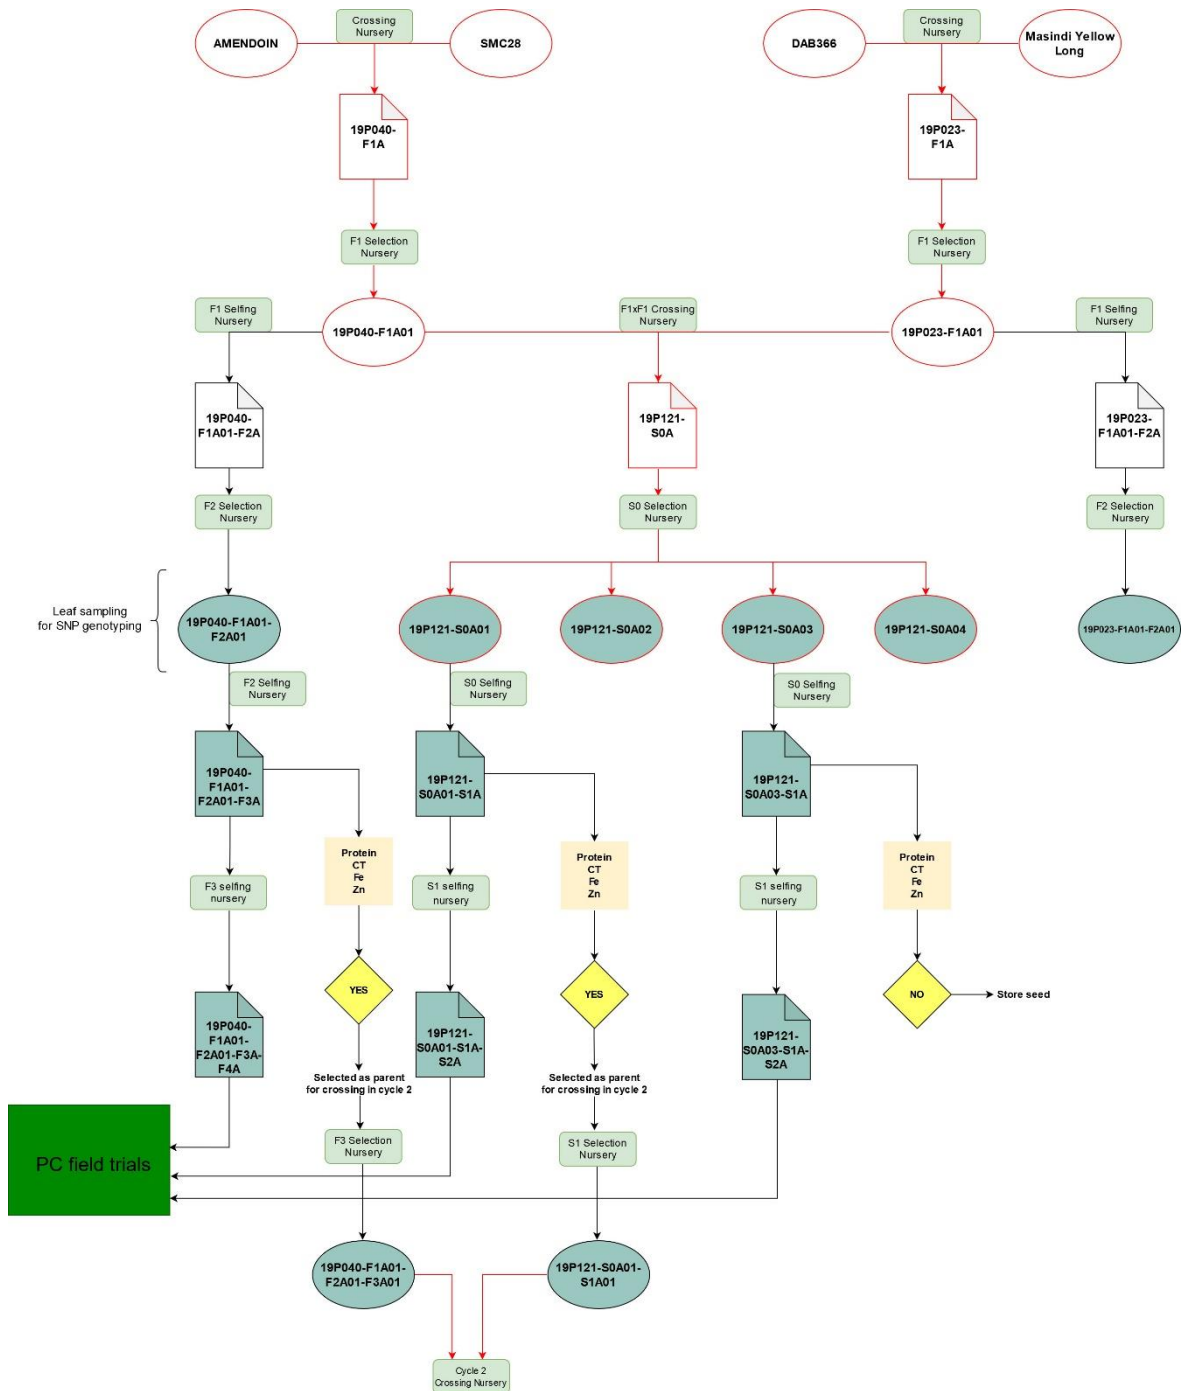 AMENDOIN
Crossing
Nursery
SMC28
DAB366
Crossing
Nursery
Masindi Yellow
Long
19P040-
F1A
19P023-
F1A
F1 Selection
Nursery
F1 Selection
Nursery
F1 Selfing
Nursery
19P040-F1A01
F1xF1 Crossing
Nursery
19P023-F1A01
F1 Selfing
Nursery
19P040-
F1A01-F2A
19P121-
S0A
19P023-
F1A01-F2A
F2 Selection
Nursery
S0 Selection
Nursery
F2 Selection
Nursery
Leaf sampling
for SNP genotyping
19P040-F1A01-
F2A01
19P121-S0A01
19P121-S0A02
19P121-S0A03
19P121-S0A04
19P023-F1A01-F2A01
F2 Selfing
Nursery
S0 Selfing
Nursery
S0 Selfing
Nursery
19P040-
F1A01-
F2A01-F3A
19P121-
S0A01-S1A
19P121-
S0A03-S1A
Protein
CT
Fe
Zn
Protein
CT
Fe
Zn
Protein
CT
Fe
Zn
F3 selfing
nursery
S1 selfing
nursery
S1 selfing
nursery
YES
YES
NO
Store seed
19P040-
F1A01-
F2A01-F3A-
F4A
19P121-
S0A01-S1A-
S2A
19P121-
S0A03-S1A-
S2A
Selected as parent
for crossing in cycle 2
Selected as parent
for crossing in cycle 2
PC field trials
F3 Selection
Nursery
S1 Selection
Nursery
19P040-F1A01-
F2A01-F3A01
19P121-S0A01-
S1A01
Cycle 2
Crossing Nursery